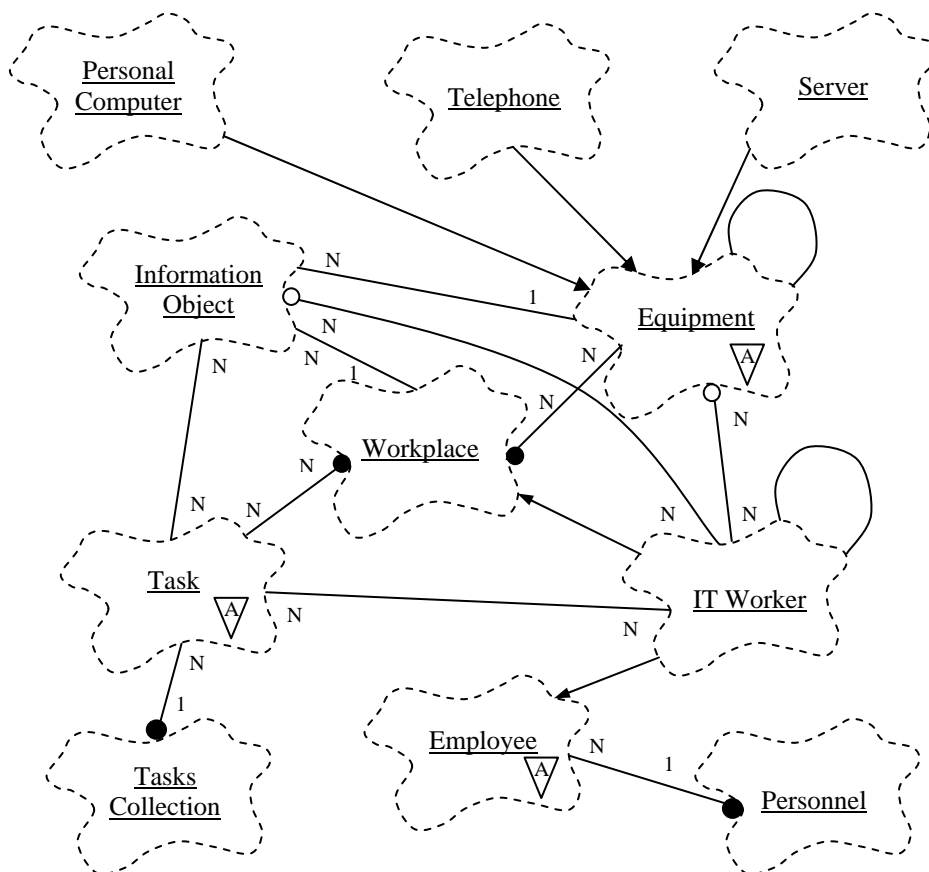 Personal
Computer
Telephone
Server
N
Information
Object
1
Equipment
N
N
N
1
N
A
N
N
N
Workplace
N
N
N
N
N
Task
A
N
IT Worker
N
N
1
Employee
A
N
1
Tasks
Collection
Personnel